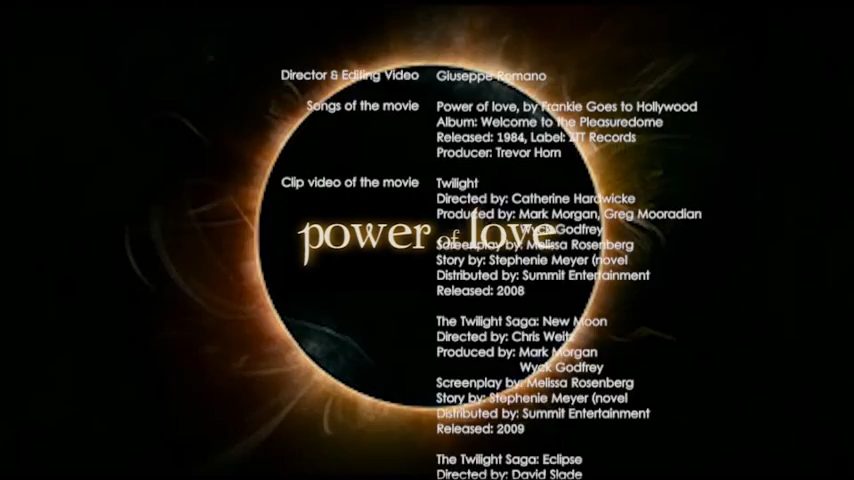 Director & Editing Video Giuseppe Romano
Songs of the movie Power of love, by Frankie Goes to Hollywood
Album: Welcome to the Pleasuredome
Released: 1984, Label: ZTT Records
Producer: Trevor Horn
Clip video of the movie Twilight
Directed by: Catherine Hardwicke
Produced by: Mark Morgan, Greg Mooradian
Wyck Godfrey
power of love
Screenplay by: Melissa Rosenberg
Story by: Stephenie Meyer (novel
Distributed by: Summit Entertainment
Released: 2008
The Twilight Saga: New Moon
Directed by: Chris Weitz
Produced by: Mark Morgan
Wyck Godfrey
Screenplay by: Melissa Rosenberg
Story by: Stephenie Meyer (novel
Distributed by: Summit Entertainment
Released: 2009
The Twilight Saga: Eclipse
Directed by: David Slade